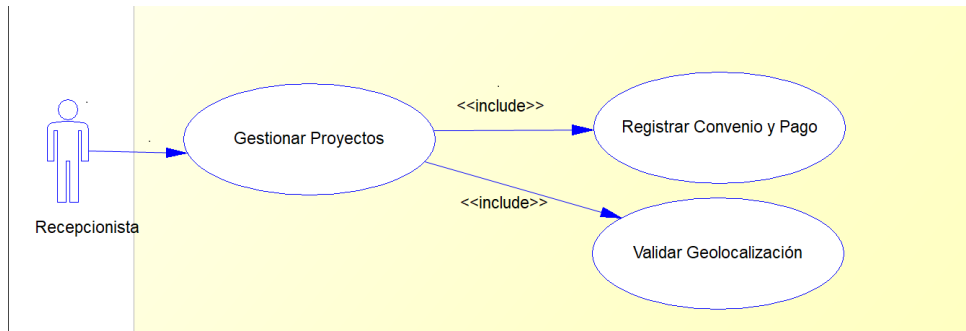 <<include>>
Gestionar Proyectos
Registrar Convenio y Pago
Recepcionista
<<include>>
Validar Geolocalización